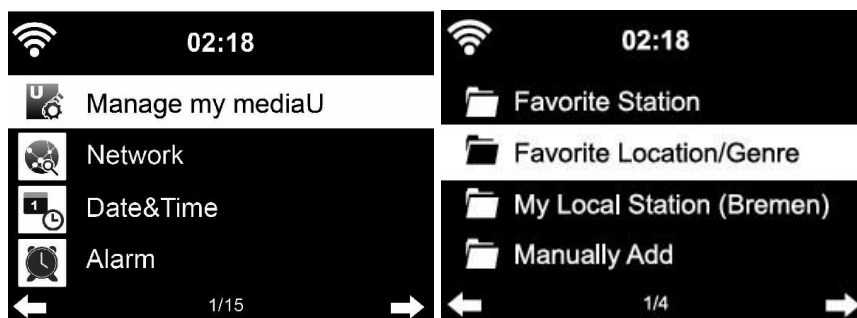 02:18
U
Manage my mediaU
Network
1
Date&Time
Alarm
1/15
02:18
Favorite Station
Favorite Location/Genre
My Local Station (Bremen)
Manually Add
1/4